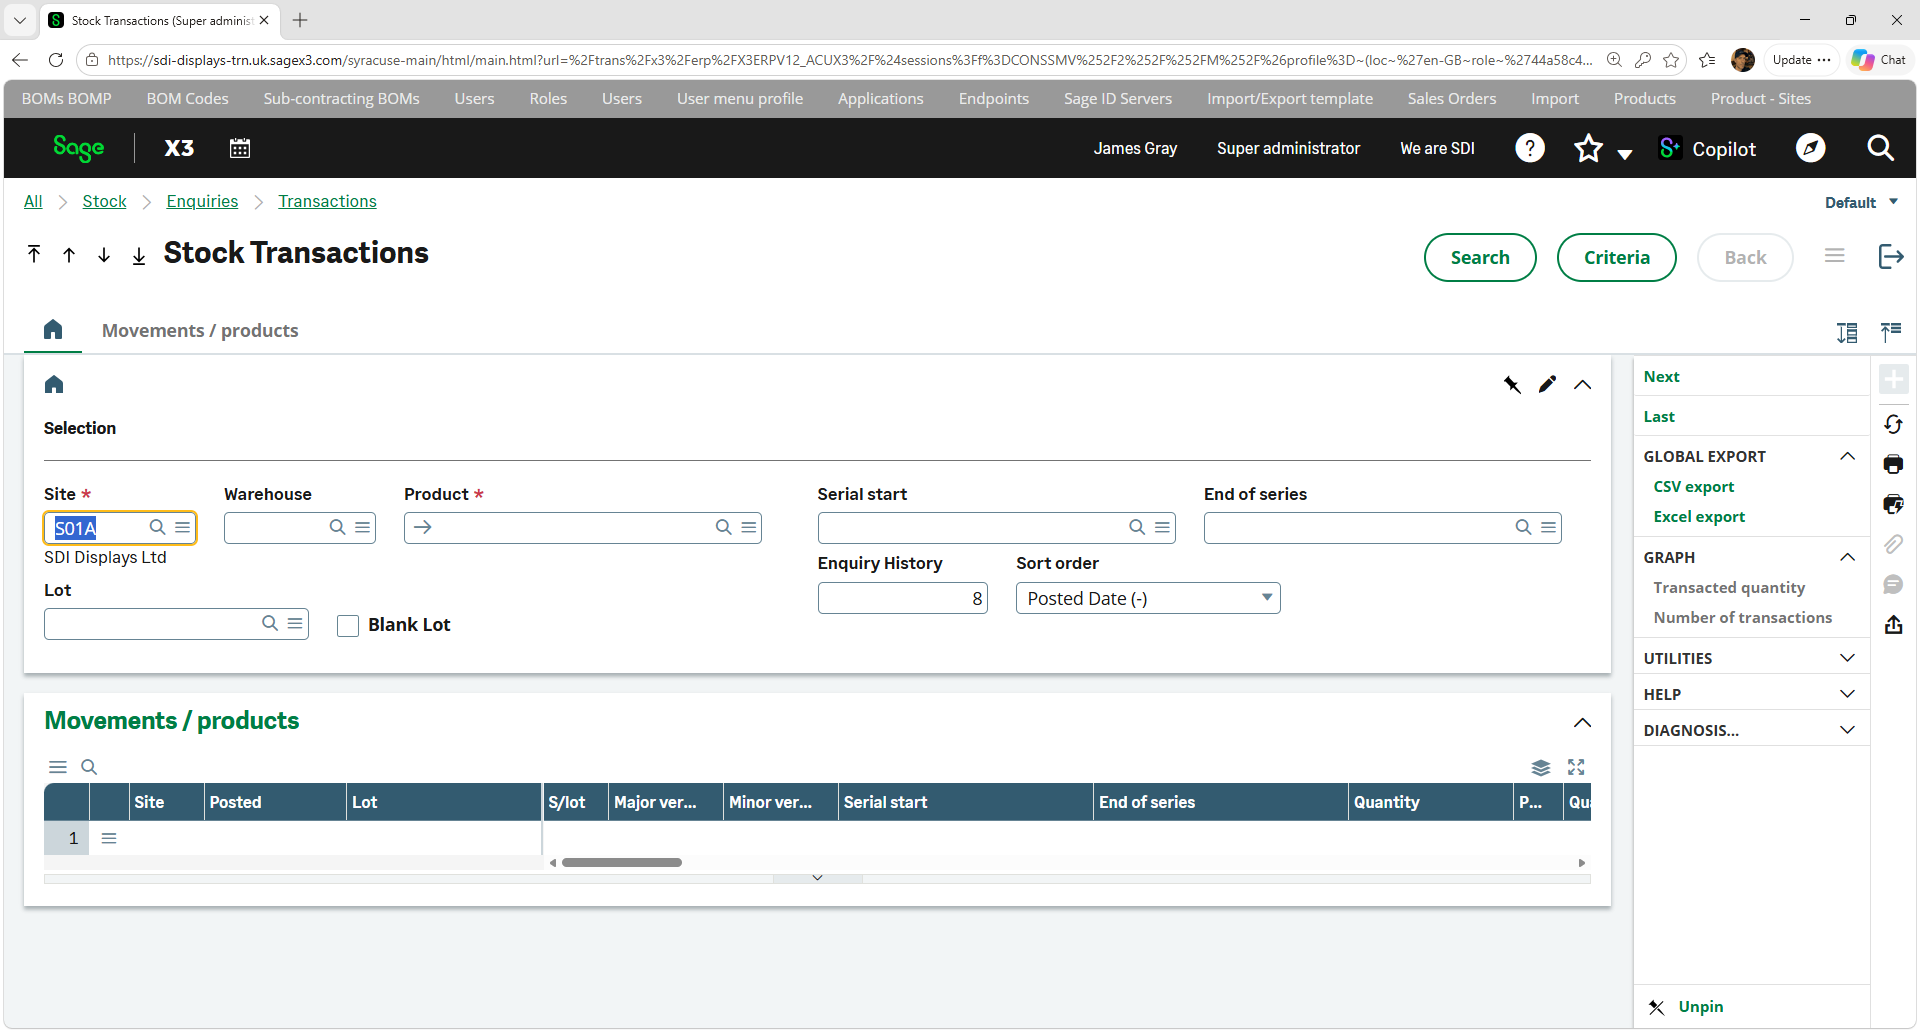 Stock Transactions (Super adminis
https://sdi-displays-trn.uk.sagex3.com/syracuse-main/html/main.html?url=%2Ftrans%2Fx3%2Ferp%2FX3ERPV12_ACUX3%2F%24sessions%3Ff%3DCONSSMV%252F2%252F%252FM%252F%26profile%3D~(loc~%27en-GB~role~%2744a58c4...
Update
Chat
BOMs BOMP
BOM Codes
Sub-contracting BOMs
Users
Roles
Users
User menu profile
Applications
Endpoints
Sage ID Servers
Import/Export template
Sales Orders
Import
Products
Product - Sites
Sage
X3
James Gray
Super administrator
We are SDI
?
Copilot
All
Stock
Enquiries
Transactions
Default
Stock Transactions
Search
Criteria
Back
Movements / products
Selection
Site *
Warehouse
Product *
Serial start
End of series
S01A
SDI Displays Ltd
Enquiry History
Sort order
Lot
8
Posted Date (-)
Blank Lot
Movements / products
Site
Posted
Lot
S/lot
Major ver...
Minor ver...
Serial start
End of series
Quantity
P...
Qu
1
Next
Last
GLOBAL EXPORT
CSV export
Excel export
GRAPH
Transacted quantity
Number of transactions
UTILITIES
HELP
DIAGNOSIS...
Unpin